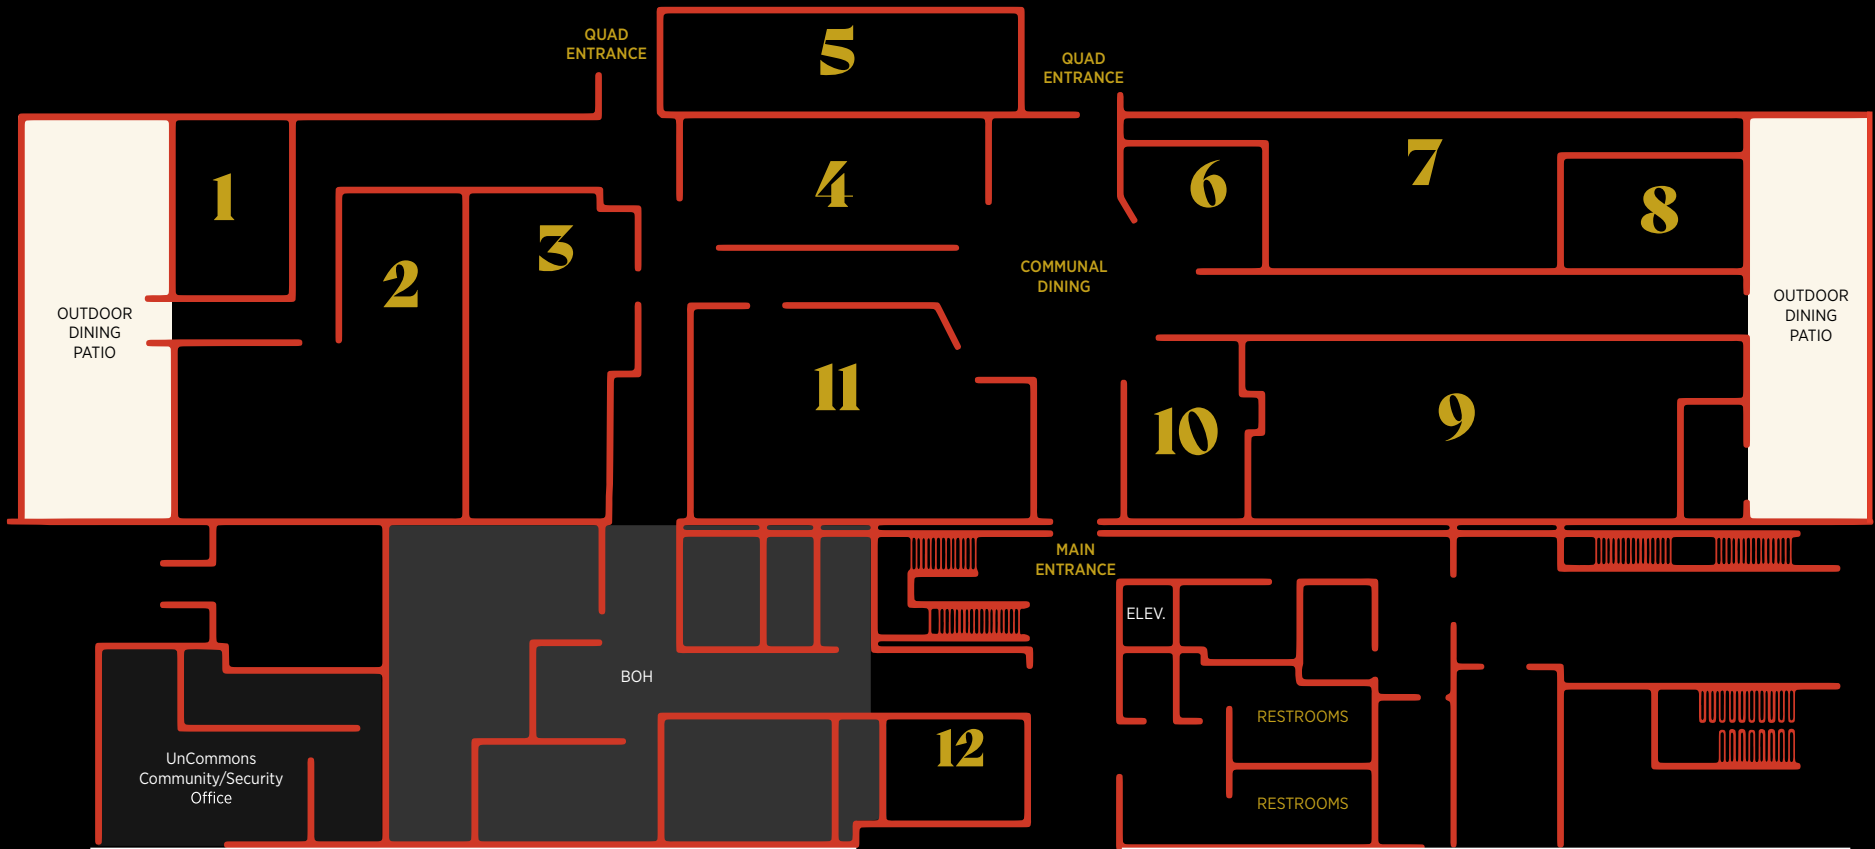 QUAD
ENTRANCE
5
QUAD
ENTRANCE
1
2
3
4
6
7
8
COMMUNAL
DINING
OUTDOOR
DINING
PATIO
OUTDOOR
DINING
PATIO
11
10
9
MAIN
ENTRANCE
ELEV.
BOH
RESTROOMS
12
UnCommons
Community/Security
Office
RESTROOMS